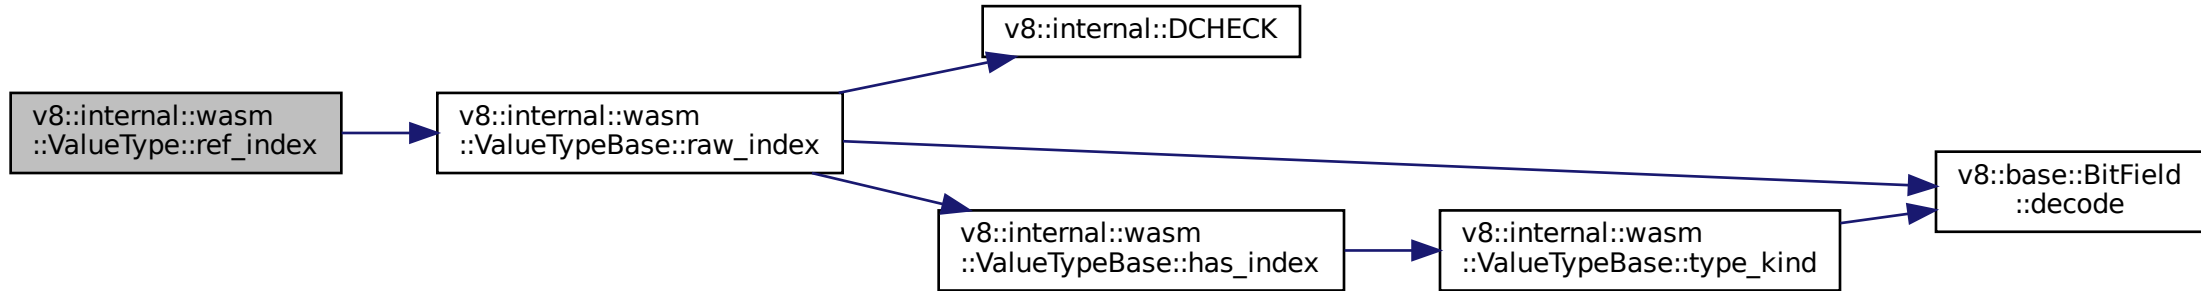 v8::internal::wasm
::ValueType::ref_index
v8::internal::wasm
::ValueTypeBase::raw_index
v8::internal::DCHECK
v8::base::BitField
::decode
v8::internal::wasm
::ValueTypeBase::has_index
v8::internal::wasm
::ValueTypeBase::type_kind